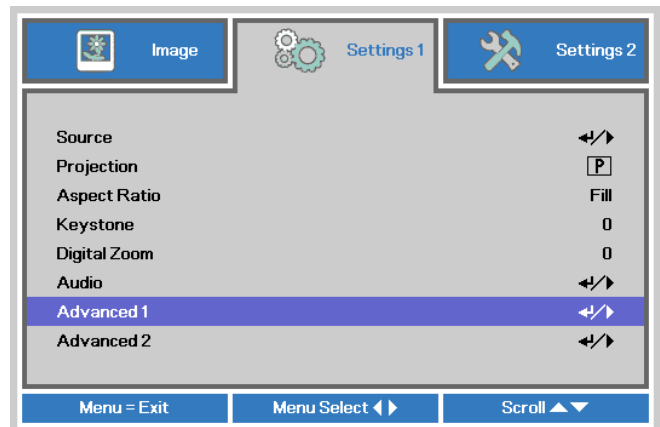 Image Settings 1 Settings 2
Source ↵/▶
Projection P
Aspect Ratio Fill
Keystone 0
Digital Zoom 0
Audio ↵/▶
Advanced 1 ↵/▶
Advanced 2 ↵/▶
Menu = Exit Menu Select ◀▶ Scroll ▲▼